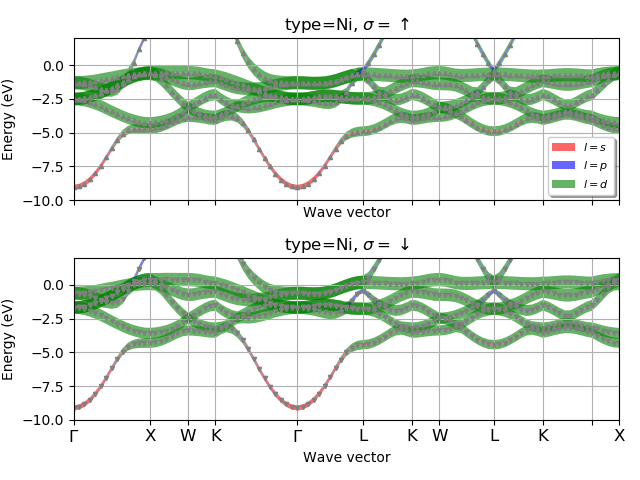 type=Ni, σ = ↑
Energy (eV)
0.0
−2.5
−5.0
−7.5
−10.0
l = s
l = p
l = d
Wave vector
type=Ni, σ = ↓
Energy (eV)
0.0
−2.5
−5.0
−7.5
−10.0
Γ X W K Γ L K W L K X
Wave vector